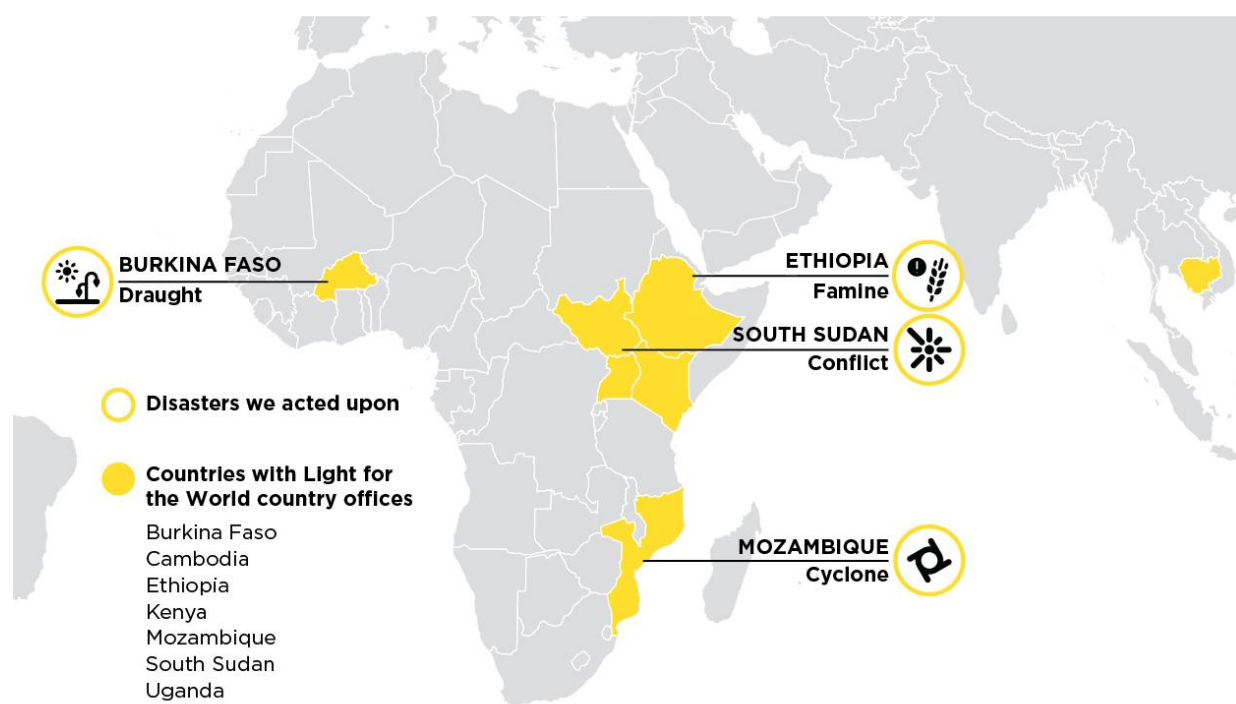 BURKINA FASO
Draught
ETHIOPIA
Famine
SOUTH SUDAN
Conflict
Disasters we acted upon
Countries with Light for
the World country offices
Burkina Faso
Cambodia
Ethiopia
Kenya
Mozambique
South Sudan
Uganda
MOZAMBIQUE
Cyclone